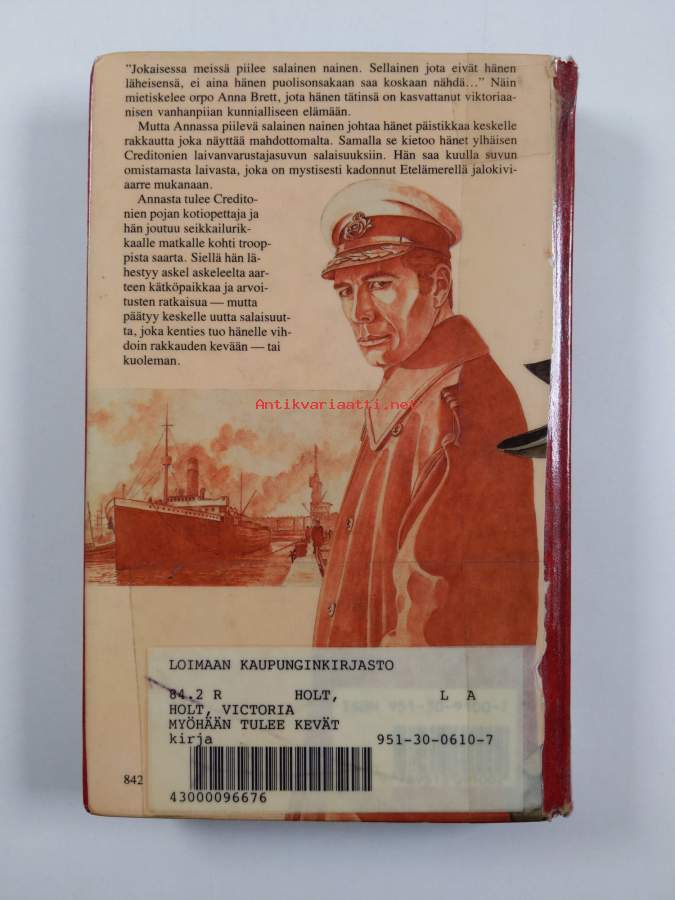 "Jokaisessa meissä piilee salainen nainen. Sellainen jota eivät hänen
läheisensä, ei aina hänen puolisonsakaan saa koskaan nähdä..." Näin
mietiskelee orpo Anna Brett, jota hänen tätinsä on kasvattanut viktoriaa-
nisen vanhanpiian kunnialliseen elämään.
Mutta Annassa piilevä salainen nainen johtaa hänet päistikkaa keskelle
rakkautta joka näyttää mahdottomalta. Samalla se kietoo hänet ylhäisen
Creditonien laivanvarustajasuvun salaisuuksiin. Hän saa kuulla suvun
omistamasta laivasta, joka on mystisesti kadonnut Etelämerellä jalokivi-
aarre mukanaan.
Annasta tulee Credito-
nien pojan kotiopettaja ja
hän joutuu seikkailurik-
kaalle matkalle kohti troop-
pista saarta. Siellä hän lä-
hestyy askel askeleelta aar-
teen kätköpaikkaa ja arvoi-
tusten ratkaisua — mutta
päätyy keskelle uutta salaisuut-
ta, joka kenties tuo hänelle vih-
doin rakkauden kevään — tai
kuoleman.
Antikvariaatti.net
LOIMAAN KAUPUNGINKIRJASTO
84.2 R HOLT, L A
HOLT, VICTORIA
MYÖHÄÄN TULEE KEVÄT
kirja 951-30-0610-7
842
43000096676